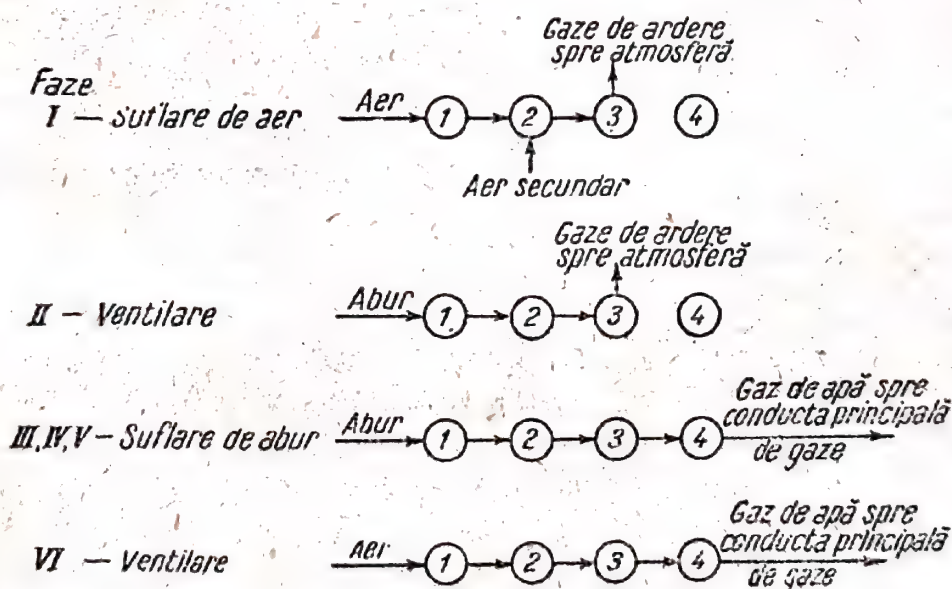 Gaze de ardere
spre atmosferă
Faze
I — Suflare de aer Aer 1 2 3 4
Aer secundar
Gaze de ardere
spre atmosferă
II — Ventilare Abur 1 2 3 4
Gaz de apă spre
conducta principală
III, IV, V — Suflare de abur Abur 1 2 3 4
de gaze
Gaz de apă spre
conducta principală
VI — Ventilare Aer 1 2 3 4
de gaze